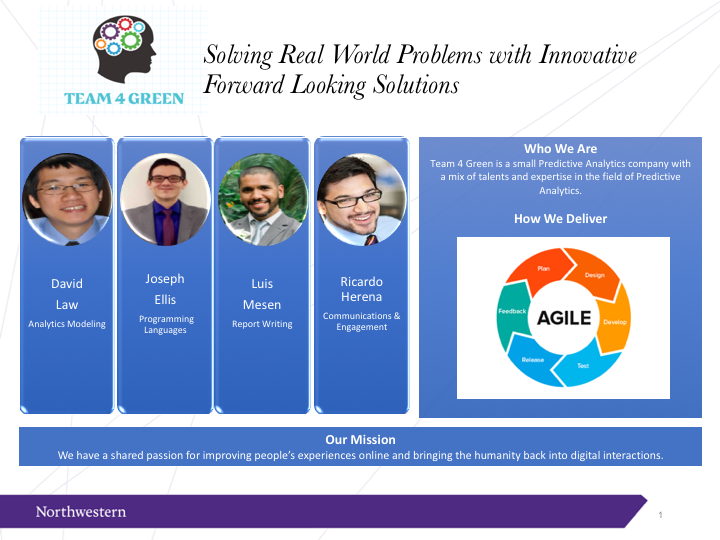 TEAM 4 GREEN
Solving Real World Problems with Innovative
Forward Looking Solutions
David
Law
Analytics Modeling
Joseph
Ellis
Programming
Languages
Luis
Mesen
Report Writing
Ricardo
Herena
Communications &
Engagement
Who We Are
Team 4 Green is a small Predictive Analytics company with
a mix of talents and expertise in the field of Predictive
Analytics.
How We Deliver
Plan
Design
Develop
Test
Release
Feedback
AGILE
Our Mission
We have a shared passion for improving people's experiences online and bringing the humanity back into digital interactions.
Northwestern
1